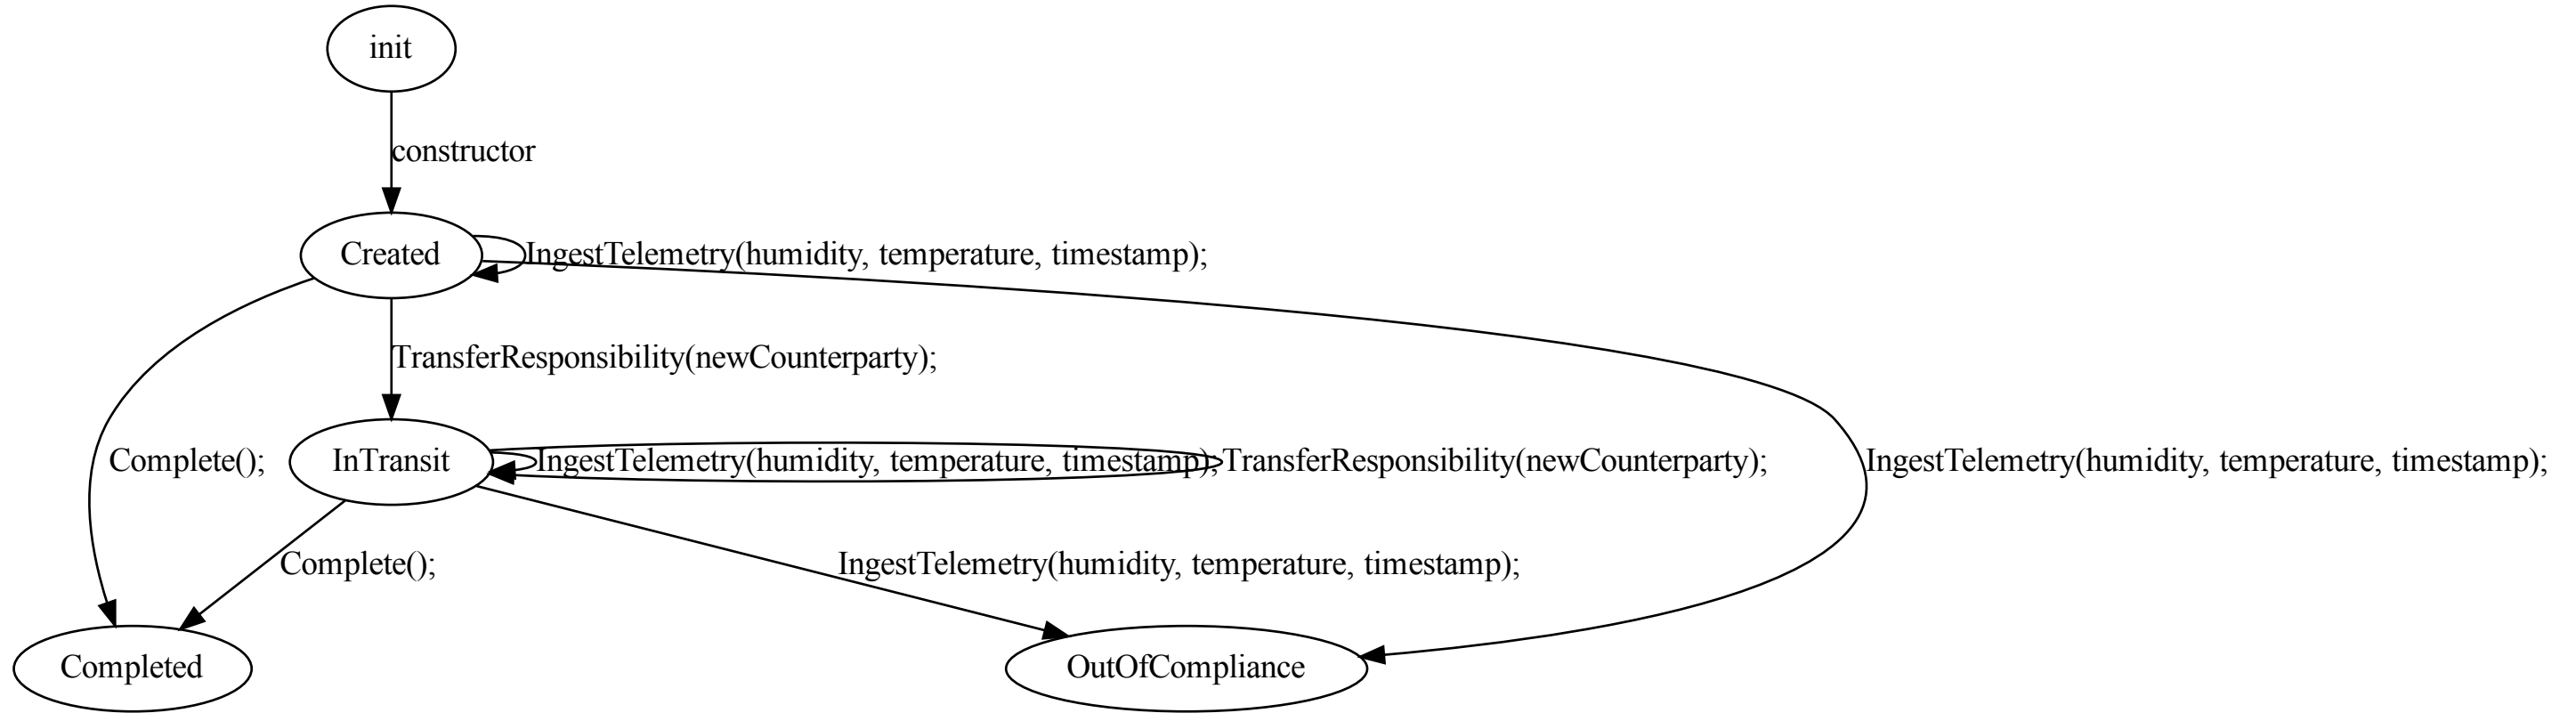 init
constructor
Created
IngestTelemetry(humidity, temperature, timestamp);
TransferResponsibility(newCounterparty);
Complete();
InTransit
IngestTelemetry(humidity, temperature, timestamp);
TransferResponsibility(newCounterparty);
IngestTelemetry(humidity, temperature, timestamp);
Complete();
IngestTelemetry(humidity, temperature, timestamp);
Completed
OutOfCompliance